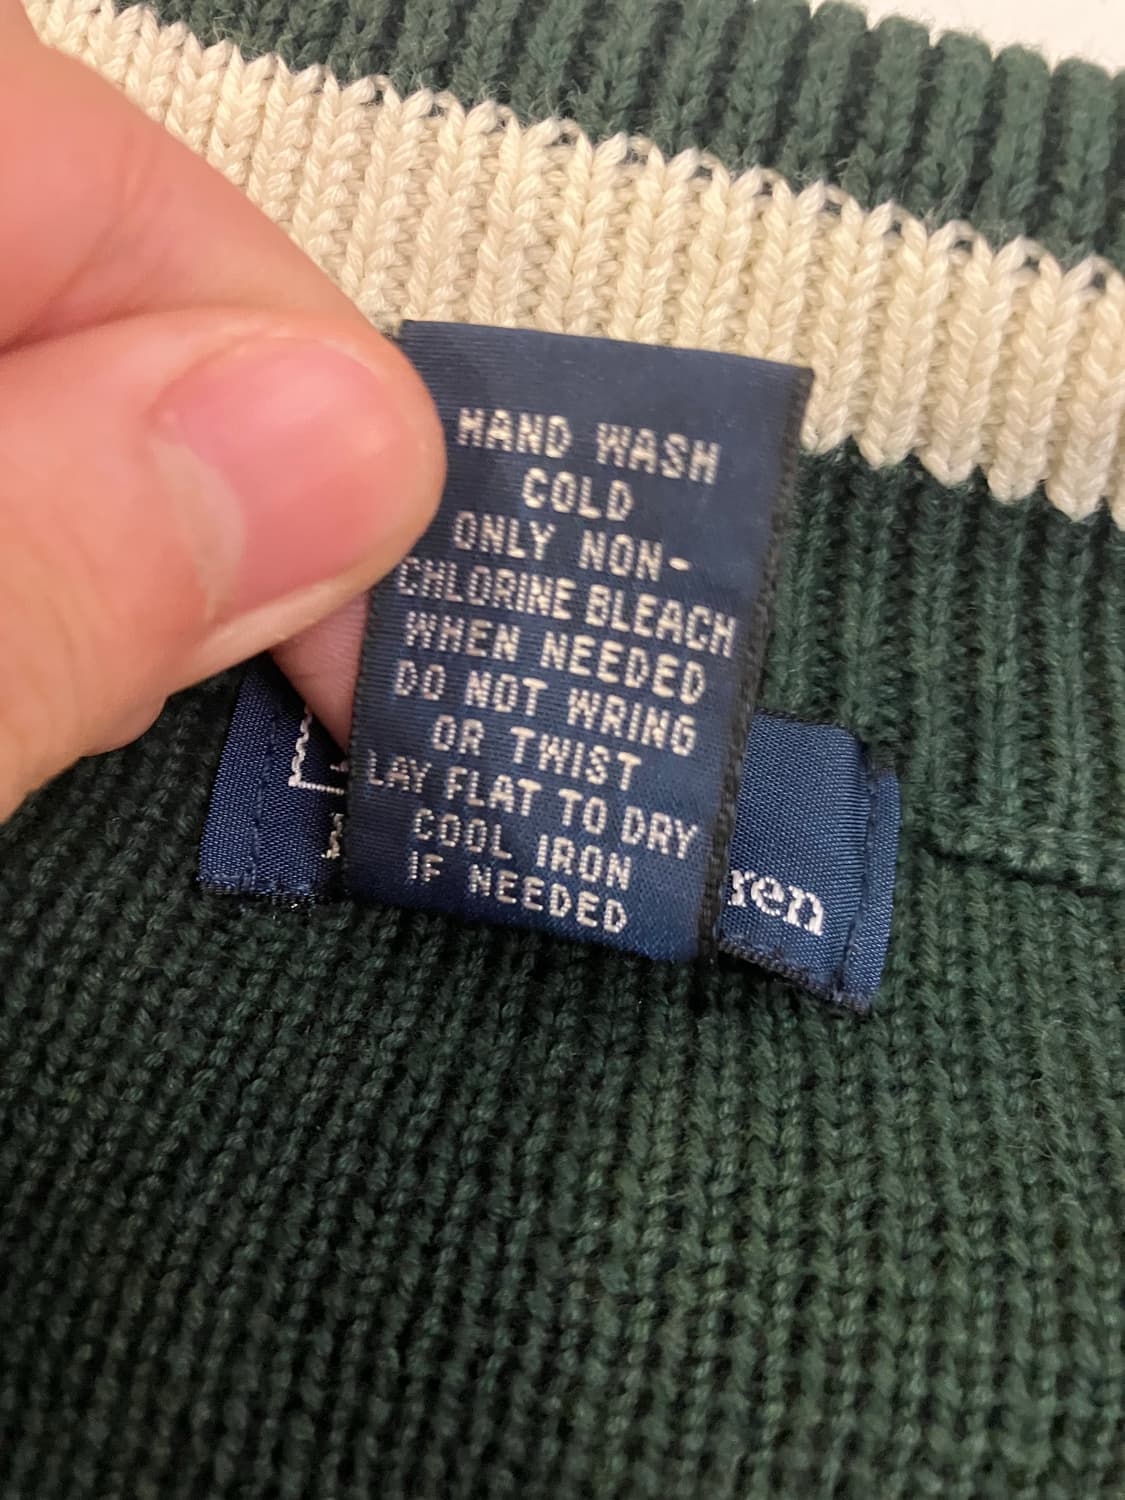 HAND WASH
COLD
ONLY NON-
CHLORINE BLEACH
WHEN NEEDED
DO NOT WRING
OR TWIST
LAY FLAT TO DRY
COOL IRON
IF NEEDED
ren